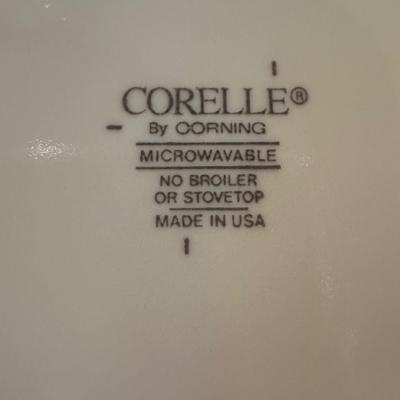 CORELLE®
By CORNING
MICROWAVABLE
NO BROILER
OR STOVETOP
MADE IN USA